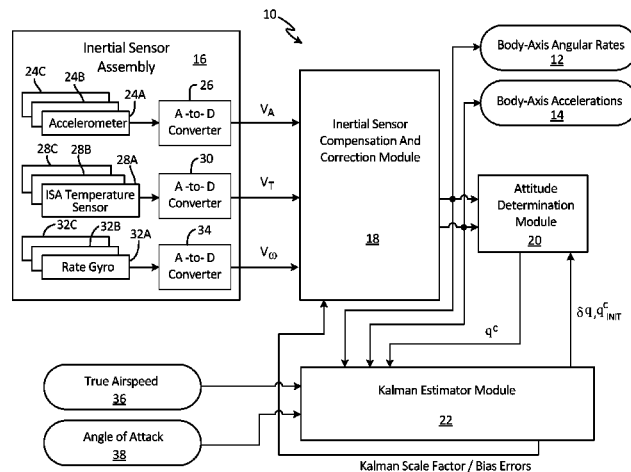 10
Inertial Sensor
Assembly
16
24C
24B
24A
Accelerometer
26
A -to- D
Converter
VA
28C
28B
28A
ISA Temperature
Sensor
30
A -to- D
Converter
VT
32C
32B
32A
Rate Gyro
34
A -to- D
Converter
Vω
Inertial Sensor
Compensation And
Correction Module
18
Body-Axis Angular Rates
12
Body-Axis Accelerations
14
Attitude
Determination
Module
20
q^c
δq,q^c_INIT
True Airspeed
36
Angle of Attack
38
Kalman Estimator Module
22
Kalman Scale Factor / Bias Errors